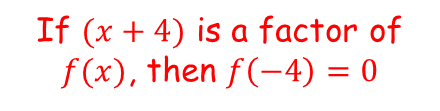 If (x + 4) is a factor of
f(x), then f(−4) = 0